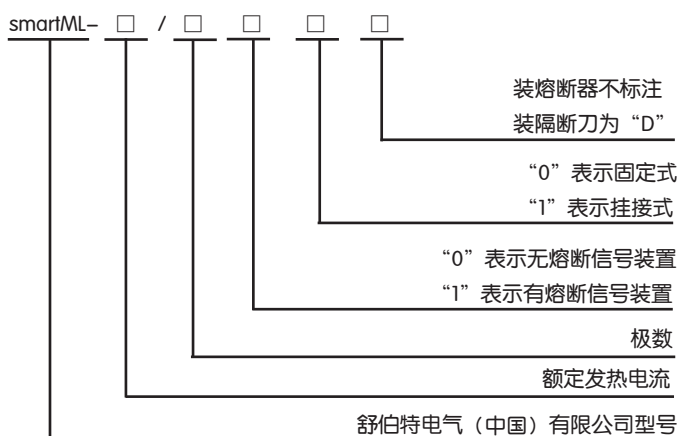 smartML-□ / □ □ □ □
装熔断器不标注
装隔断刀为“D”
“0”表示固定式
“1”表示挂接式
“0”表示无熔断信号装置
“1”表示有熔断信号装置
极数
额定发热电流
舒伯特电气（中国）有限公司型号